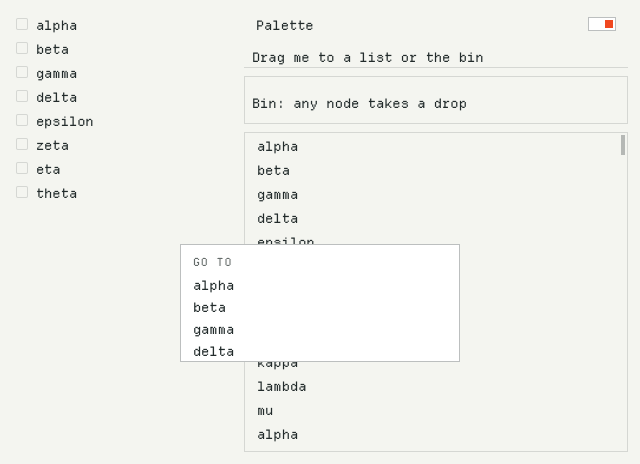 alpha
beta
gamma
delta
epsilon
zeta
eta
theta
Palette
Drag me to a list or the bin
Bin: any node takes a drop
alpha
beta
gamma
delta
epsilon
GO TO
alpha
beta
gamma
delta
kappa
lambda
mu
alpha